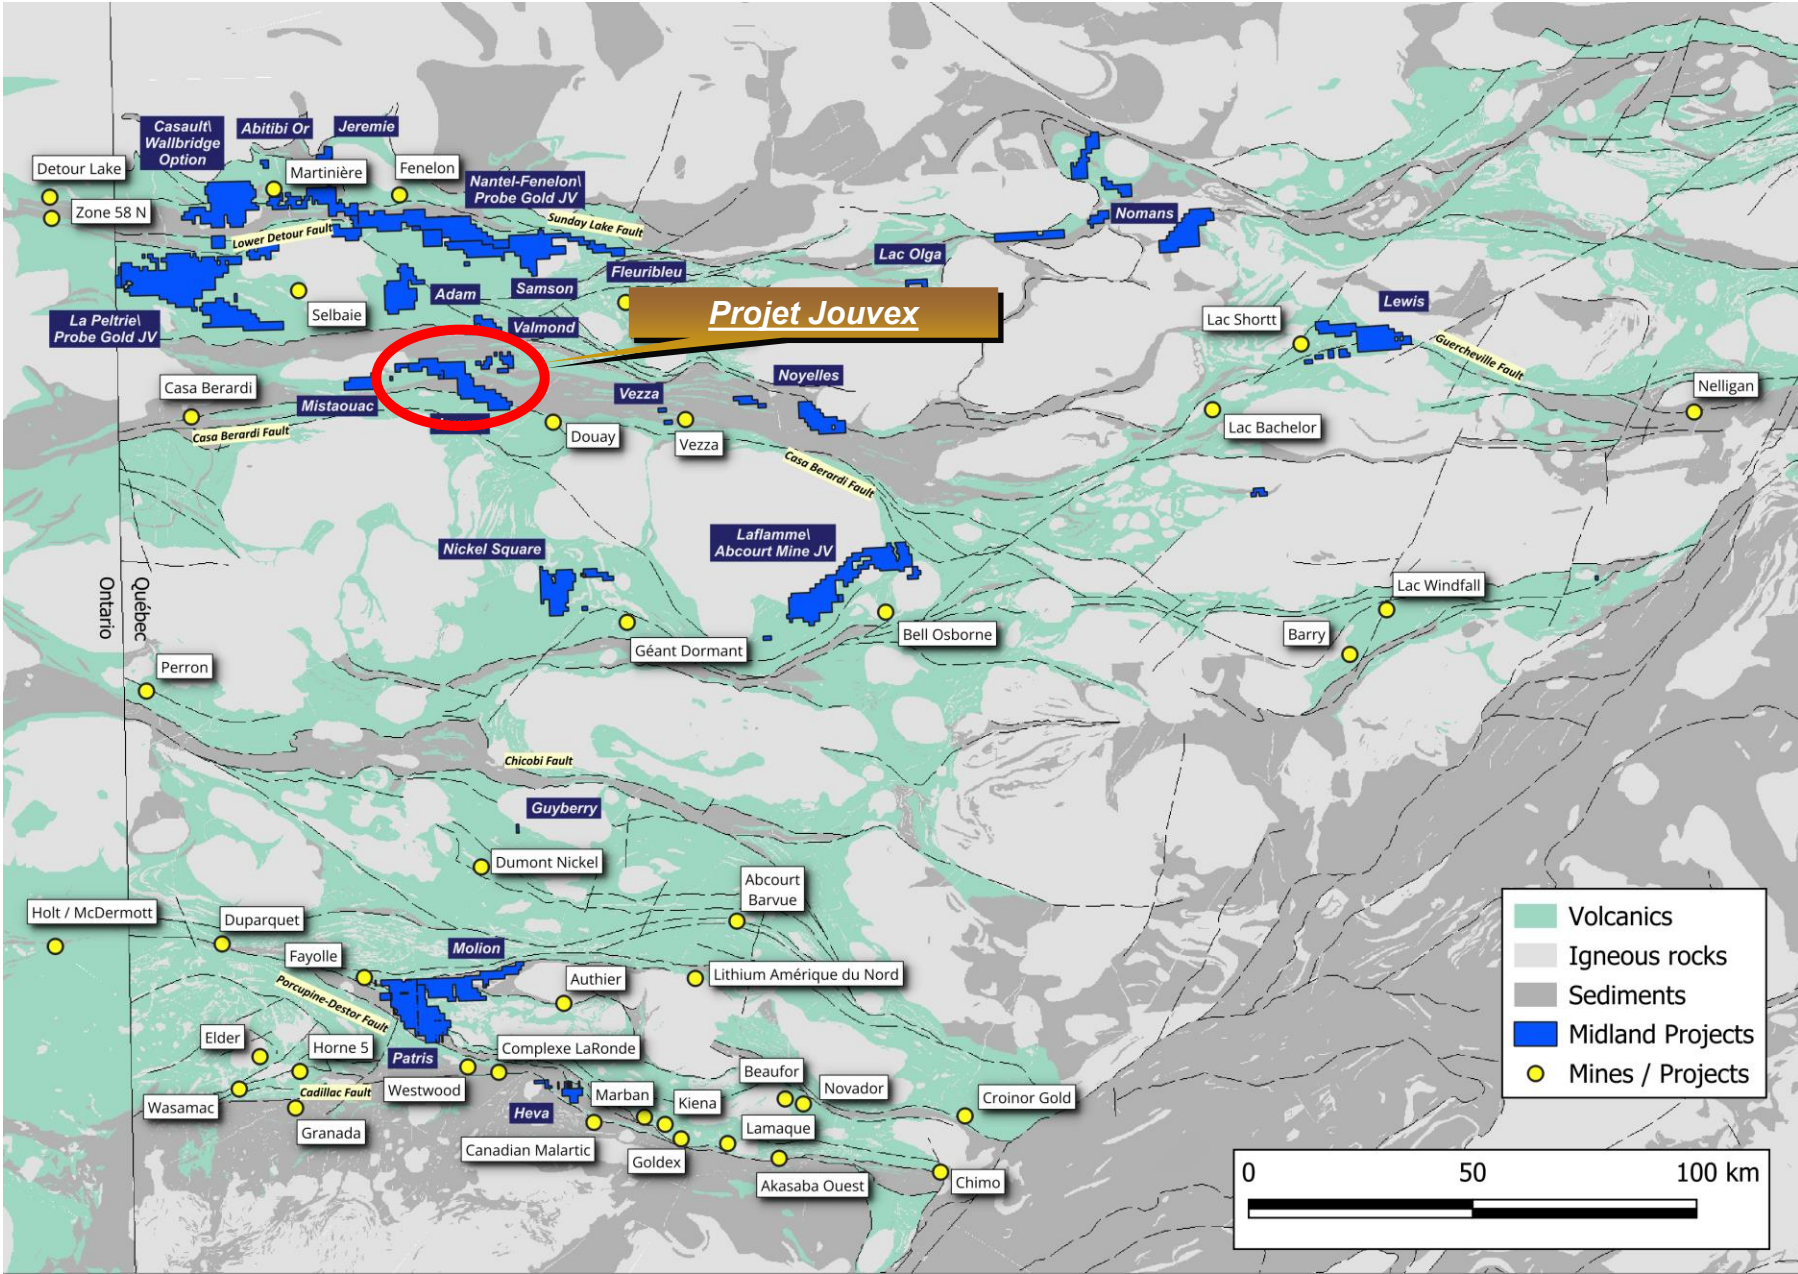 Casault\
Wallbridge
Option
Abitibi Or
Jeremie
Detour Lake
Martinière
Fenelon
Nantel-Fenelon\
Probe Gold JV
Zone 58 N
Sunday Lake Fault
Lower Detour Fault
Nomans
Lac Olga
Fleuribleu
Adam
Samson
Selbaie
La Peltrie\
Probe Gold JV
Valmond
Projet Jouvex
Lewis
Lac Shortt
Guercheville Fault
Casa Berardi
Mistaouac
Noyelles
Vezza
Nelligan
Casa Berardi Fault
Douay
Vezza
Lac Bachelor
Casa Berardi Fault
Nickel Square
Laflamme\
Abcourt Mine JV
Ontario
Québec
Lac Windfall
Bell Osborne
Barry
Géant Dormant
Perron
Chicobi Fault
Guyberry
Dumont Nickel
Abcourt
Barvue
Holt / McDermott
Duparquet
Fayolle
Molion
Authier
Lithium Amérique du Nord
Porcupine-Destor Fault
Elder
Horne 5
Patris
Complexe LaRonde
Westwood
Cadillac Fault
Wasamac
Granada
Heva
Marban
Kiena
Beaufor
Novador
Croinor Gold
Canadian Malartic
Goldex
Lamaque
Akasaba Ouest
Chimo
Volcanics
Igneous rocks
Sediments
Midland Projects
Mines / Projects
0 50 100 km